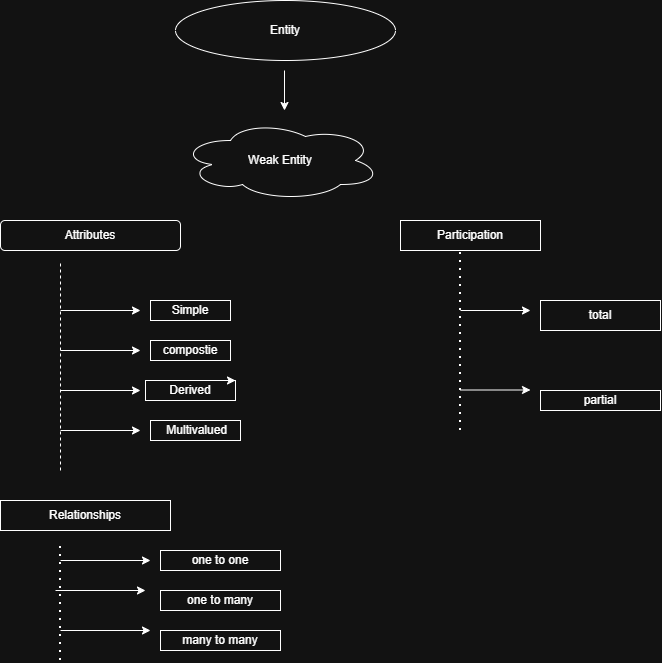 Entity
Weak Entity
Attributes
Participation
Simple
total
compostie
Derived
partial
Multivalued
Relationships
one to one
one to many
many to many